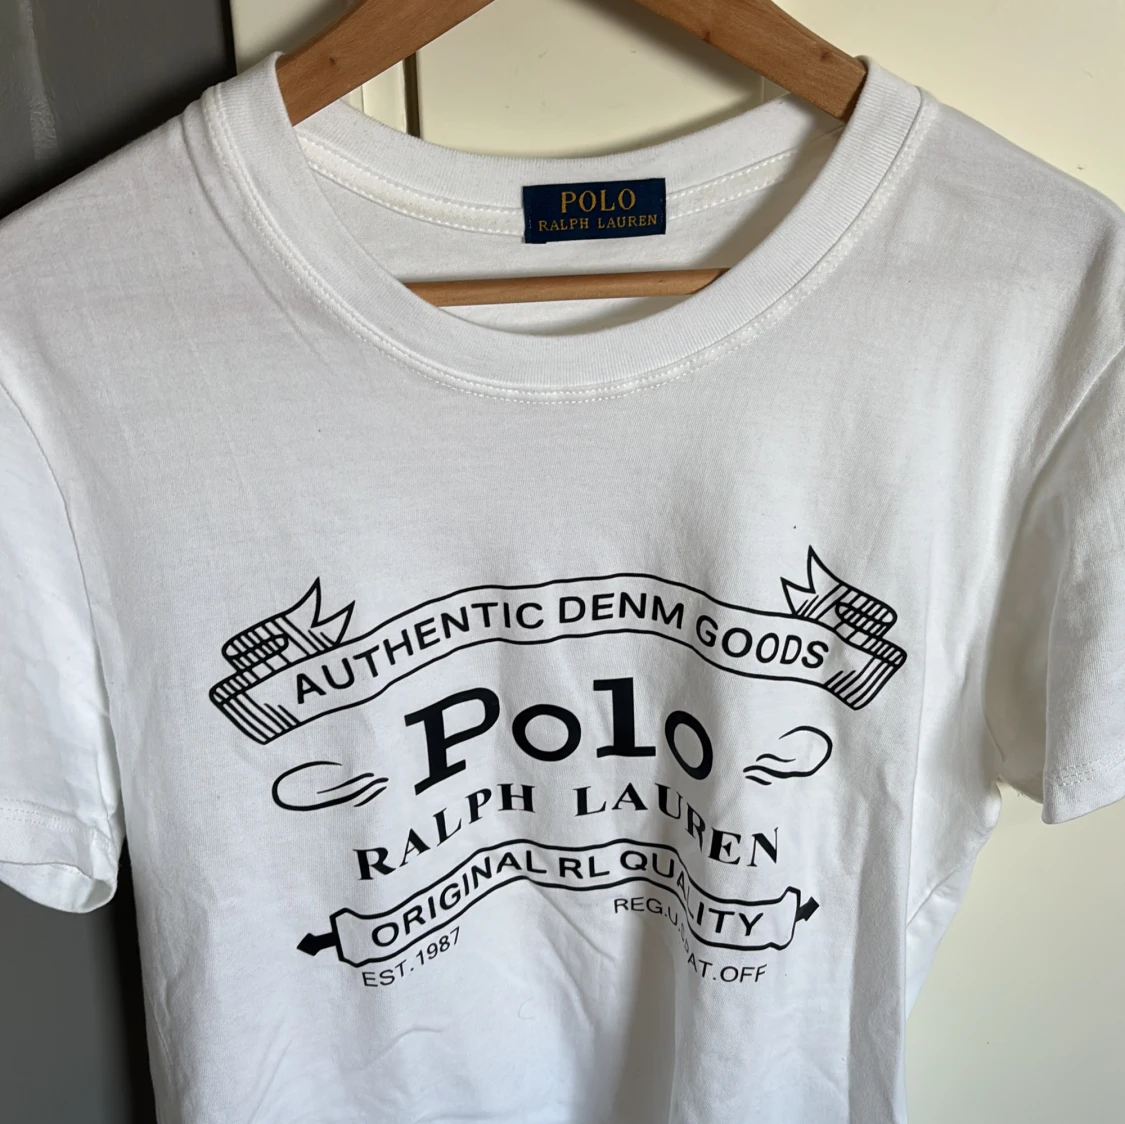 POLO
RALPH LAUREN
AUTHENTIC DENM GOODS
Polo
RALPH LAUREN
ORIGINAL RL QUALITY
EST.1987
REG.U.S.PAT.OFF